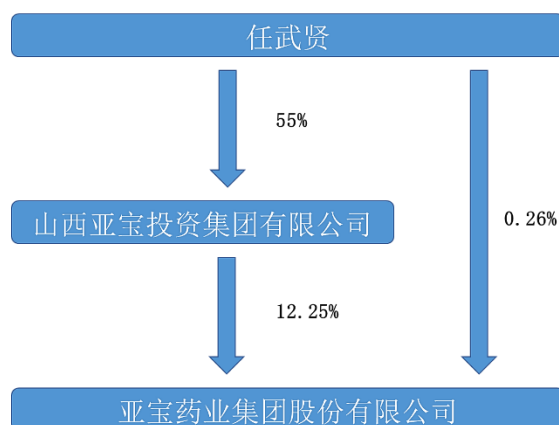 任武贤
55%
山西亚宝投资集团有限公司
0.26%
12.25%
亚宝药业集团股份有限公司